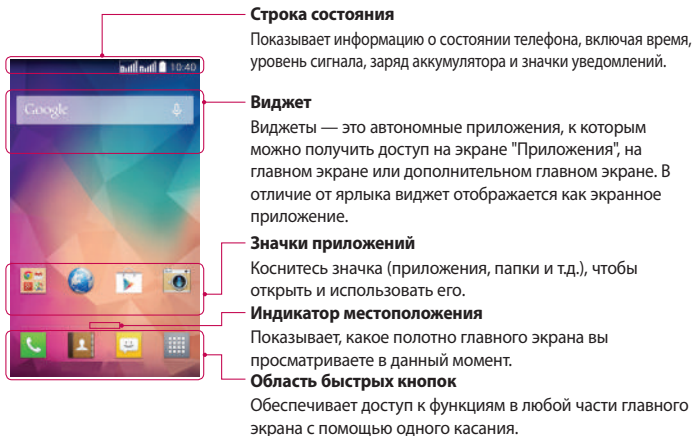 Строка состояния
Показывает информацию о состоянии телефона, включая время,
уровень сигнала, заряд аккумулятора и значки уведомлений.
10:40
Google
Виджет
Виджеты — это автономные приложения, к которым
можно получить доступ на экране "Приложения", на
главном экране или дополнительном главном экране. В
отличие от ярлыка виджет отображается как экранное
приложение.
Значки приложений
Коснитесь значка (приложения, папки и т.д.), чтобы
открыть и использовать его.
Индикатор местоположения
Показывает, какое полотно главного экрана вы
просматриваете в данный момент.
Область быстрых кнопок
Обеспечивает доступ к функциям в любой части главного
экрана с помощью одного касания.